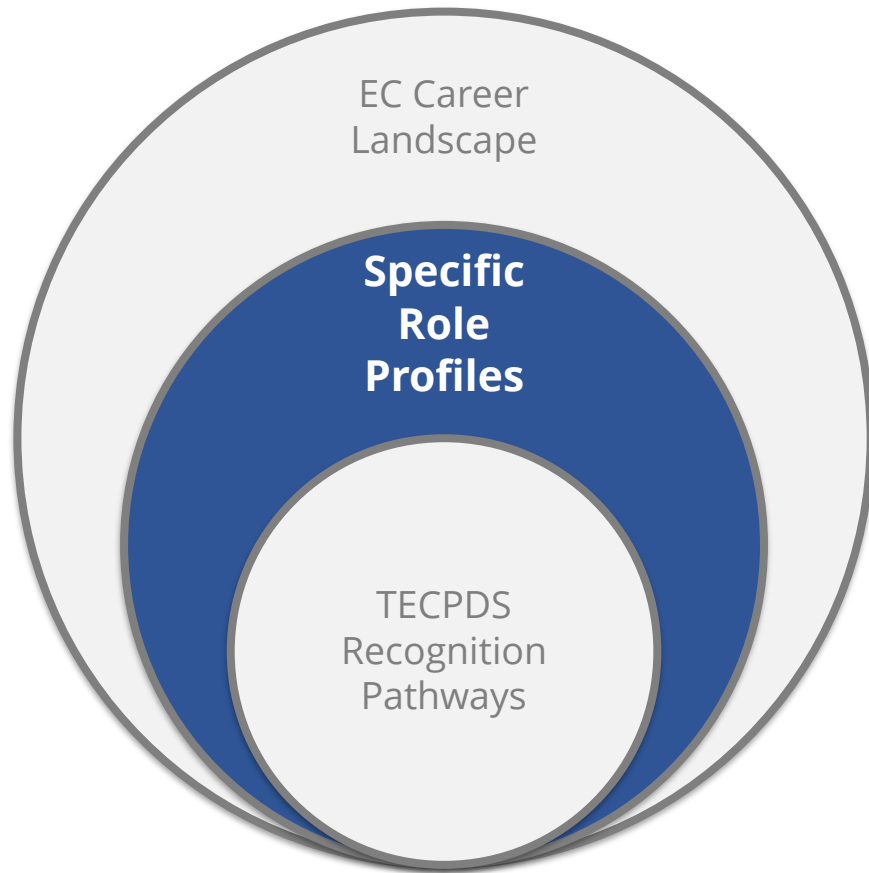 EC Career
Landscape
Specific
Role
Profiles
TECPDS
Recognition
Pathways